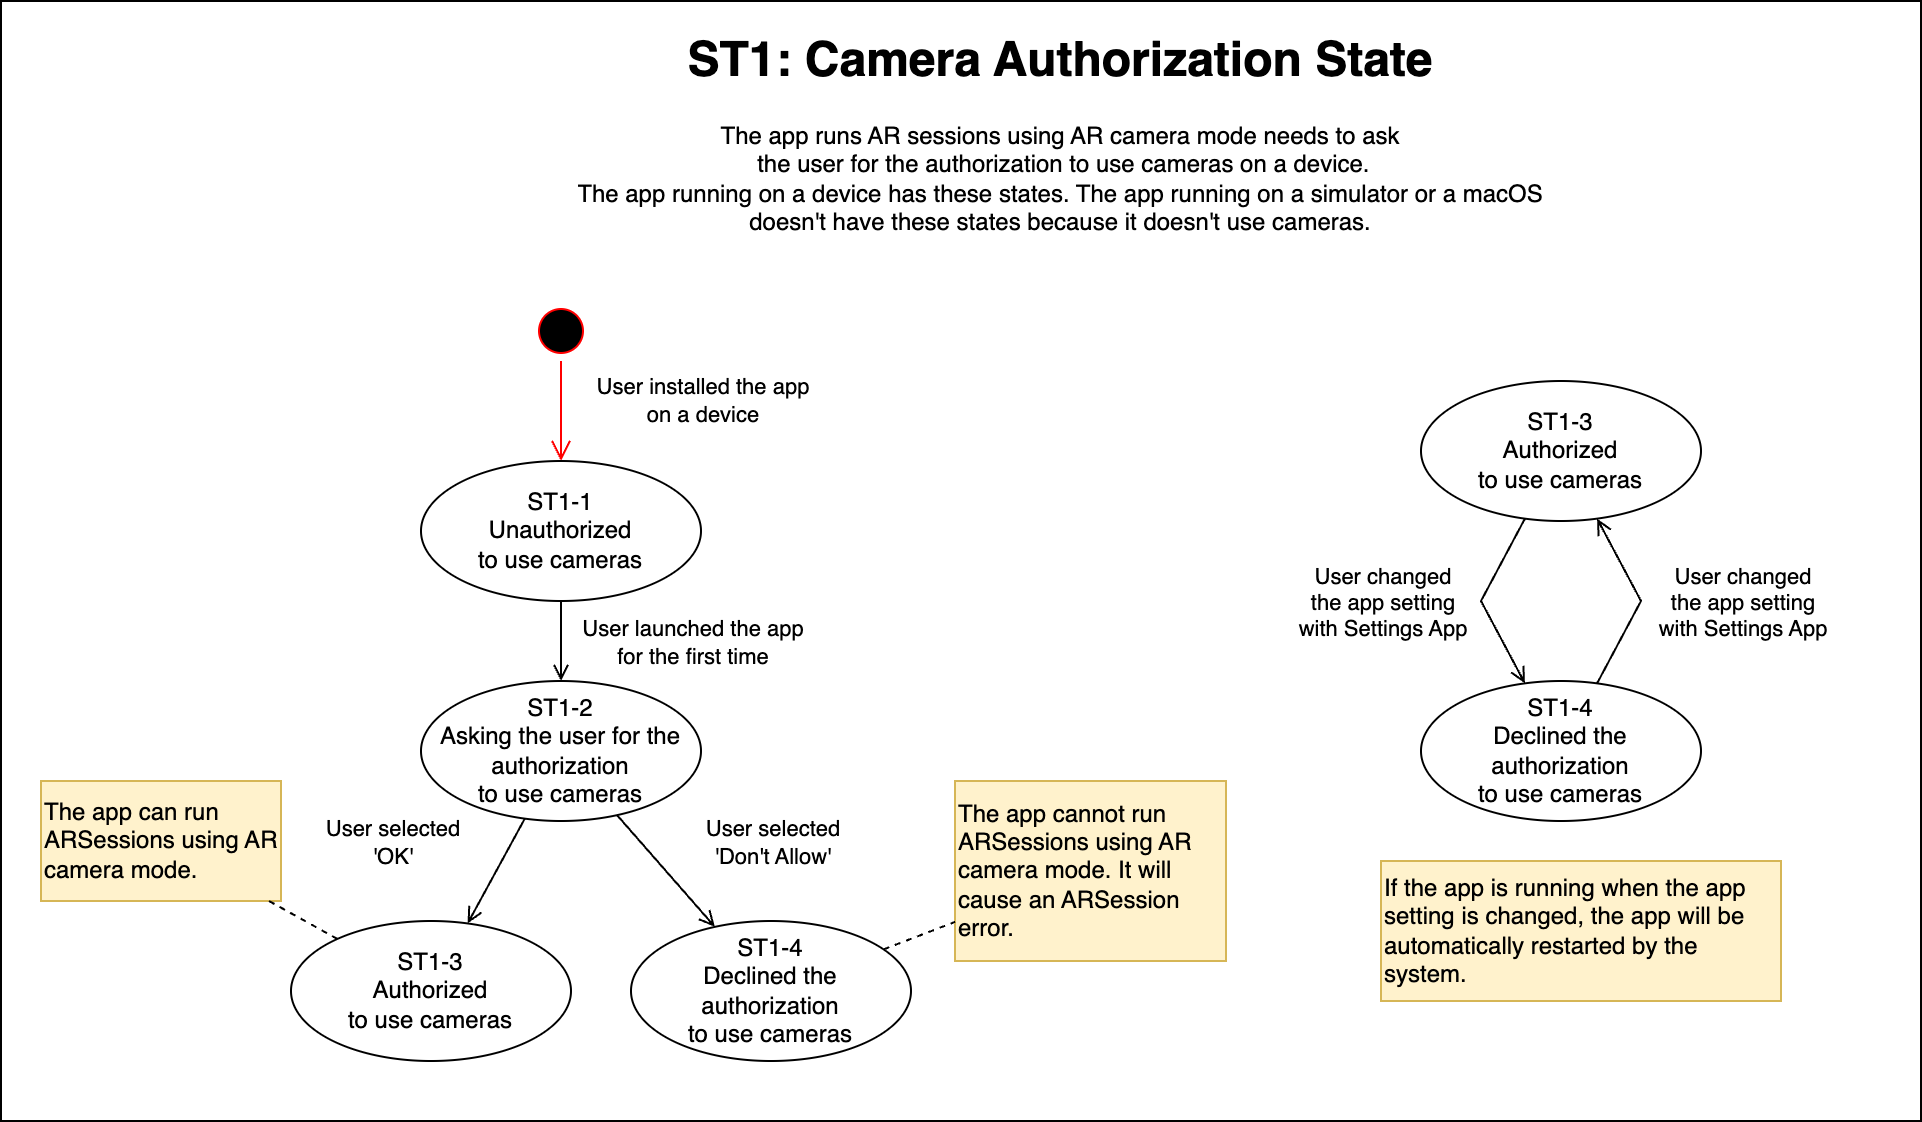 ST1: Camera Authorization State
The app runs AR sessions using AR camera mode needs to ask
the user for the authorization to use cameras on a device.
The app running on a device has these states. The app running on a simulator or a macOS
doesn't have these states because it doesn't use cameras.
User installed the app
on a device
ST1-1
Unauthorized
to use cameras
User launched the app
for the first time
ST1-2
Asking the user for the
authorization
to use cameras
The app can run
ARSessions using AR
camera mode.
User selected
'OK'
User selected
'Don't Allow'
The app cannot run
ARSessions using AR
camera mode. It will
cause an ARSession
error.
ST1-3
Authorized
to use cameras
ST1-4
Declined the
authorization
to use cameras
ST1-3
Authorized
to use cameras
User changed
the app setting
with Settings App
User changed
the app setting
with Settings App
ST1-4
Declined the
authorization
to use cameras
If the app is running when the app
setting is changed, the app will be
automatically restarted by the
system.